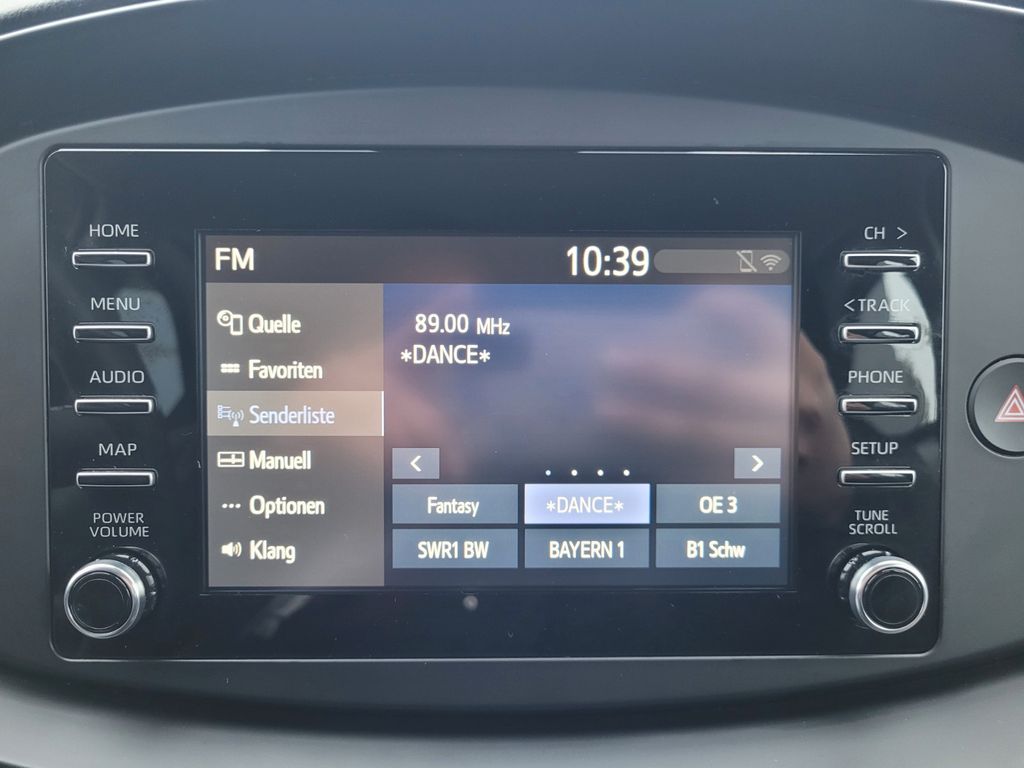 HOME
MENU
AUDIO
MAP
POWER
VOLUME
FM
10:39
Quelle
Favoriten
Senderliste
Manuell
Optionen
Klang
89.00 MHz
*DANCE*
<
>
Fantasy
*DANCE*
OE 3
SWR1 BW
BAYERN 1
B1 Schw
CH >
< TRACK
PHONE
SETUP
TUNE
SCROLL